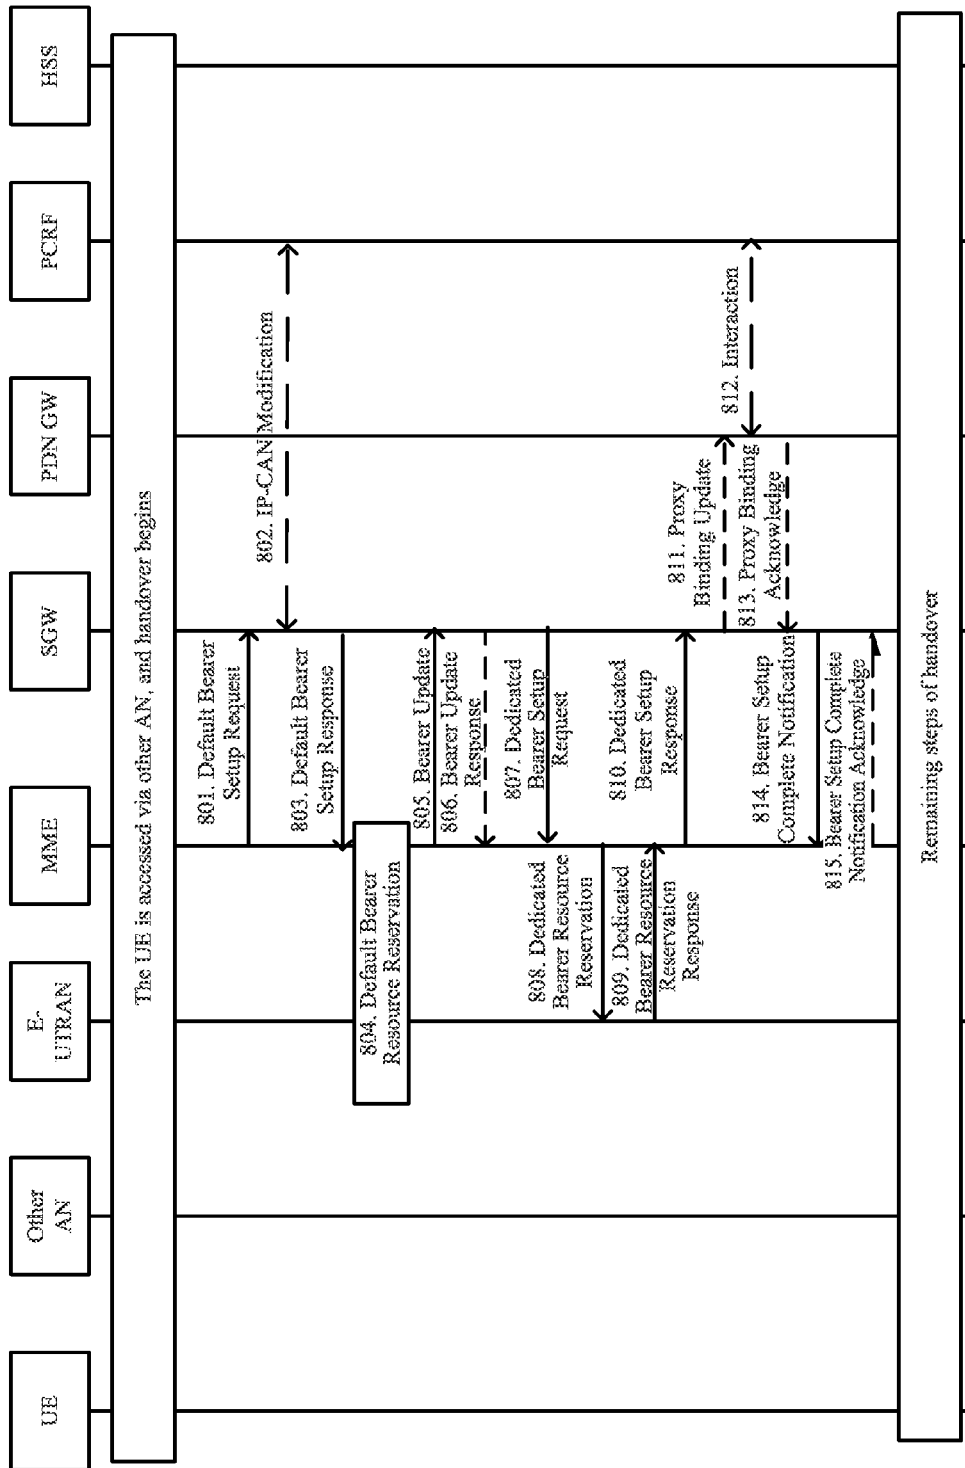 UE
Other
AN
E-
UTRAN
MME
SGW
PDN GW
PCRF
HSS
The UE is accessed via other AN, and handover begins
801. Default Bearer
Setup Request
802. IP-CAN Modification
803. Default Bearer
Setup Response
804. Default Bearer
Resource Reservation
805. Bearer Update
806. Bearer Update
Response
807. Dedicated
Bearer Setup
Request
808. Dedicated
Bearer Resource
Reservation
809. Dedicated
Bearer Resource
Reservation
Response
810. Dedicated
Bearer Setup
Response
811. Proxy
Binding Update
812. Interaction
813. Proxy Binding
Acknowledge
814. Bearer Setup
Complete Notification
815. Bearer Setup Complete
Notification Acknowledge
Remaining steps of handover